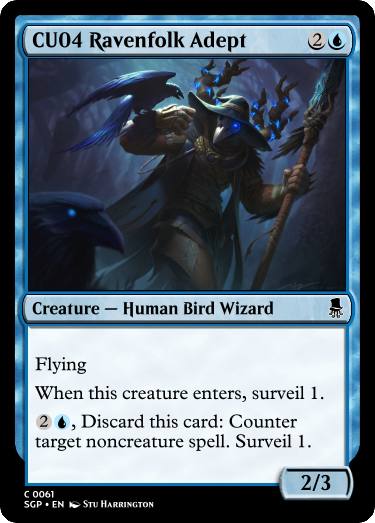 CU04 Ravenfolk Adept 2
Creature — Human Bird Wizard
Flying
When this creature enters, surveil 1.
2, Discard this card: Counter
target noncreature spell. Surveil 1.
2/3
C 0061
SGP • EN Stu Harrington